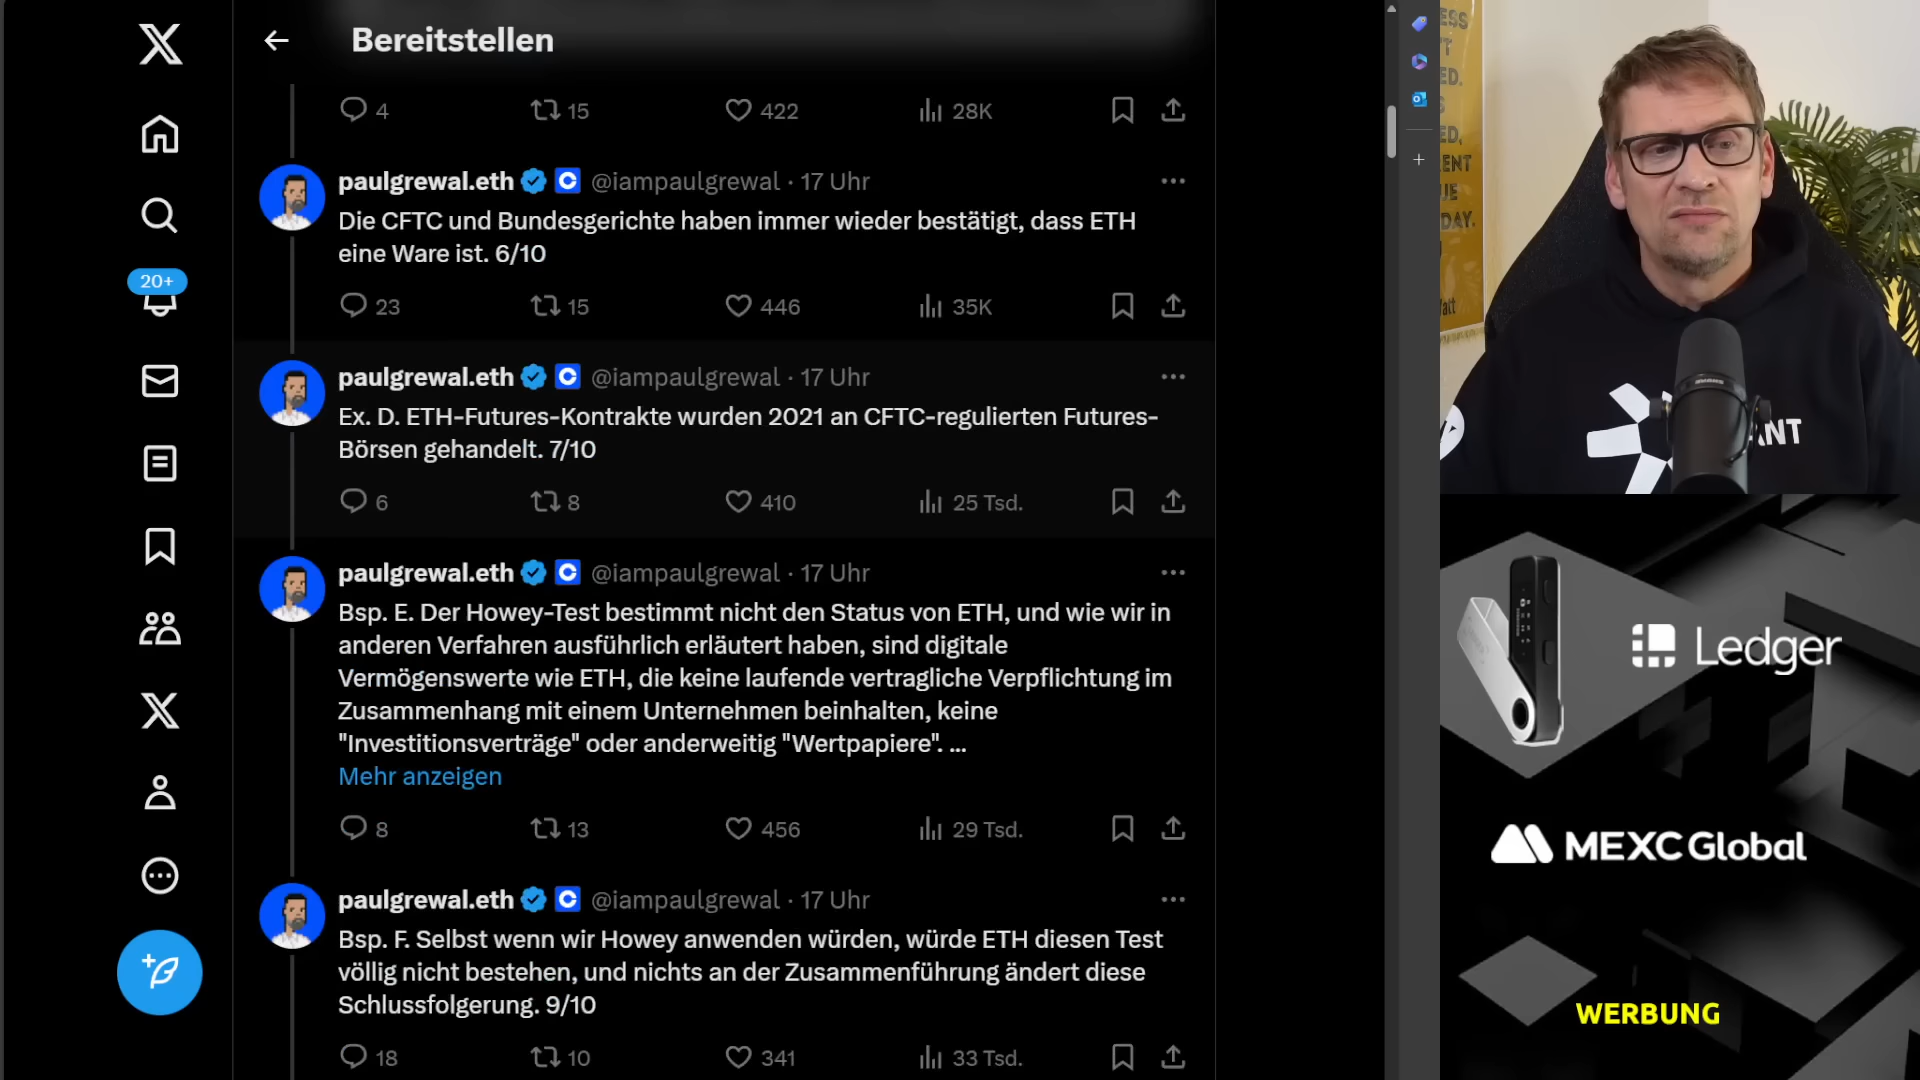 Bereitstellen
4 15 422 28K
paulgrewal.eth @iampaulgrewal · 17 Uhr
Die CFTC und Bundesgerichte haben immer wieder bestätigt, dass ETH
eine Ware ist. 6/10
23 15 446 35K
20+
paulgrewal.eth @iampaulgrewal · 17 Uhr
Ex. D. ETH-Futures-Kontrakte wurden 2021 an CFTC-regulierten Futures-
Börsen gehandelt. 7/10
6 8 410 25 Tsd.
paulgrewal.eth @iampaulgrewal · 17 Uhr
Bsp. E. Der Howey-Test bestimmt nicht den Status von ETH, und wie wir in
anderen Verfahren ausführlich erläutert haben, sind digitale
Vermögenswerte wie ETH, die keine laufende vertragliche Verpflichtung im
Zusammenhang mit einem Unternehmen beinhalten, keine
"Investitionsverträge" oder anderweitig "Wertpapiere". ...
Mehr anzeigen
8 13 456 29 Tsd.
paulgrewal.eth @iampaulgrewal · 17 Uhr
Bsp. F. Selbst wenn wir Howey anwenden würden, würde ETH diesen Test
völlig nicht bestehen, und nichts an der Zusammenführung ändert diese
Schlussfolgerung. 9/10
18 10 341 33 Tsd.
Ledger
MEXC Global
WERBUNG